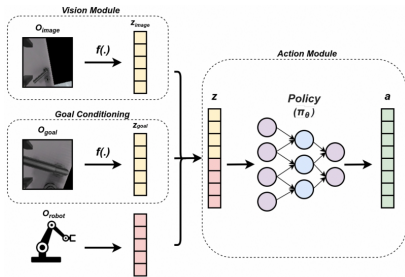 Vision Module
O_image
z_image
f(.)
Goal Conditioning
O_goal
z_goal
f(.)
O_robot
Action Module
z
Policy
(π_θ)
a